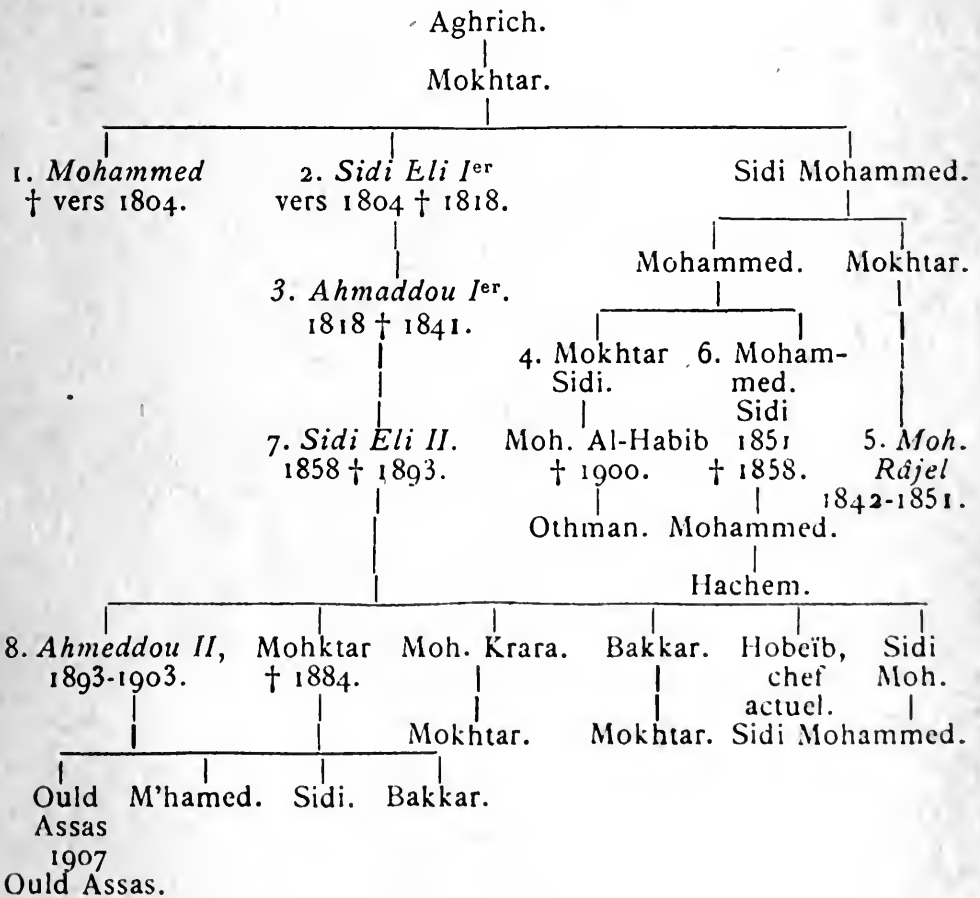 Aghrich.
Mokhtar.
1. Mohammed
† vers 1804.
2. Sidi Eli Ier
vers 1804 † 1818.
Sidi Mohammed.
3. Ahmaddou Ier.
1818 † 1841.
Mohammed.
Mokhtar.
4. Mokhtar
Sidi.
6. Moham-
med.
Sidi
1851
† 1858.
7. Sidi Eli II.
1858 † 1893.
Moh. Al-Habib
† 1900.
5. Moh.
Râjel
1842-1851.
Othman.
Mohammed.
Hachem.
8. Ahmeddou II,
1893-1903.
Mohktar
† 1884.
Moh. Krara.
Bakkar.
Hobeïb,
chef
actuel.
Sidi
Moh.
Mokhtar.
Mokhtar.
Sidi Mohammed.
Ould
Assas
1907
M'hamed.
Sidi.
Bakkar.
Ould Assas.